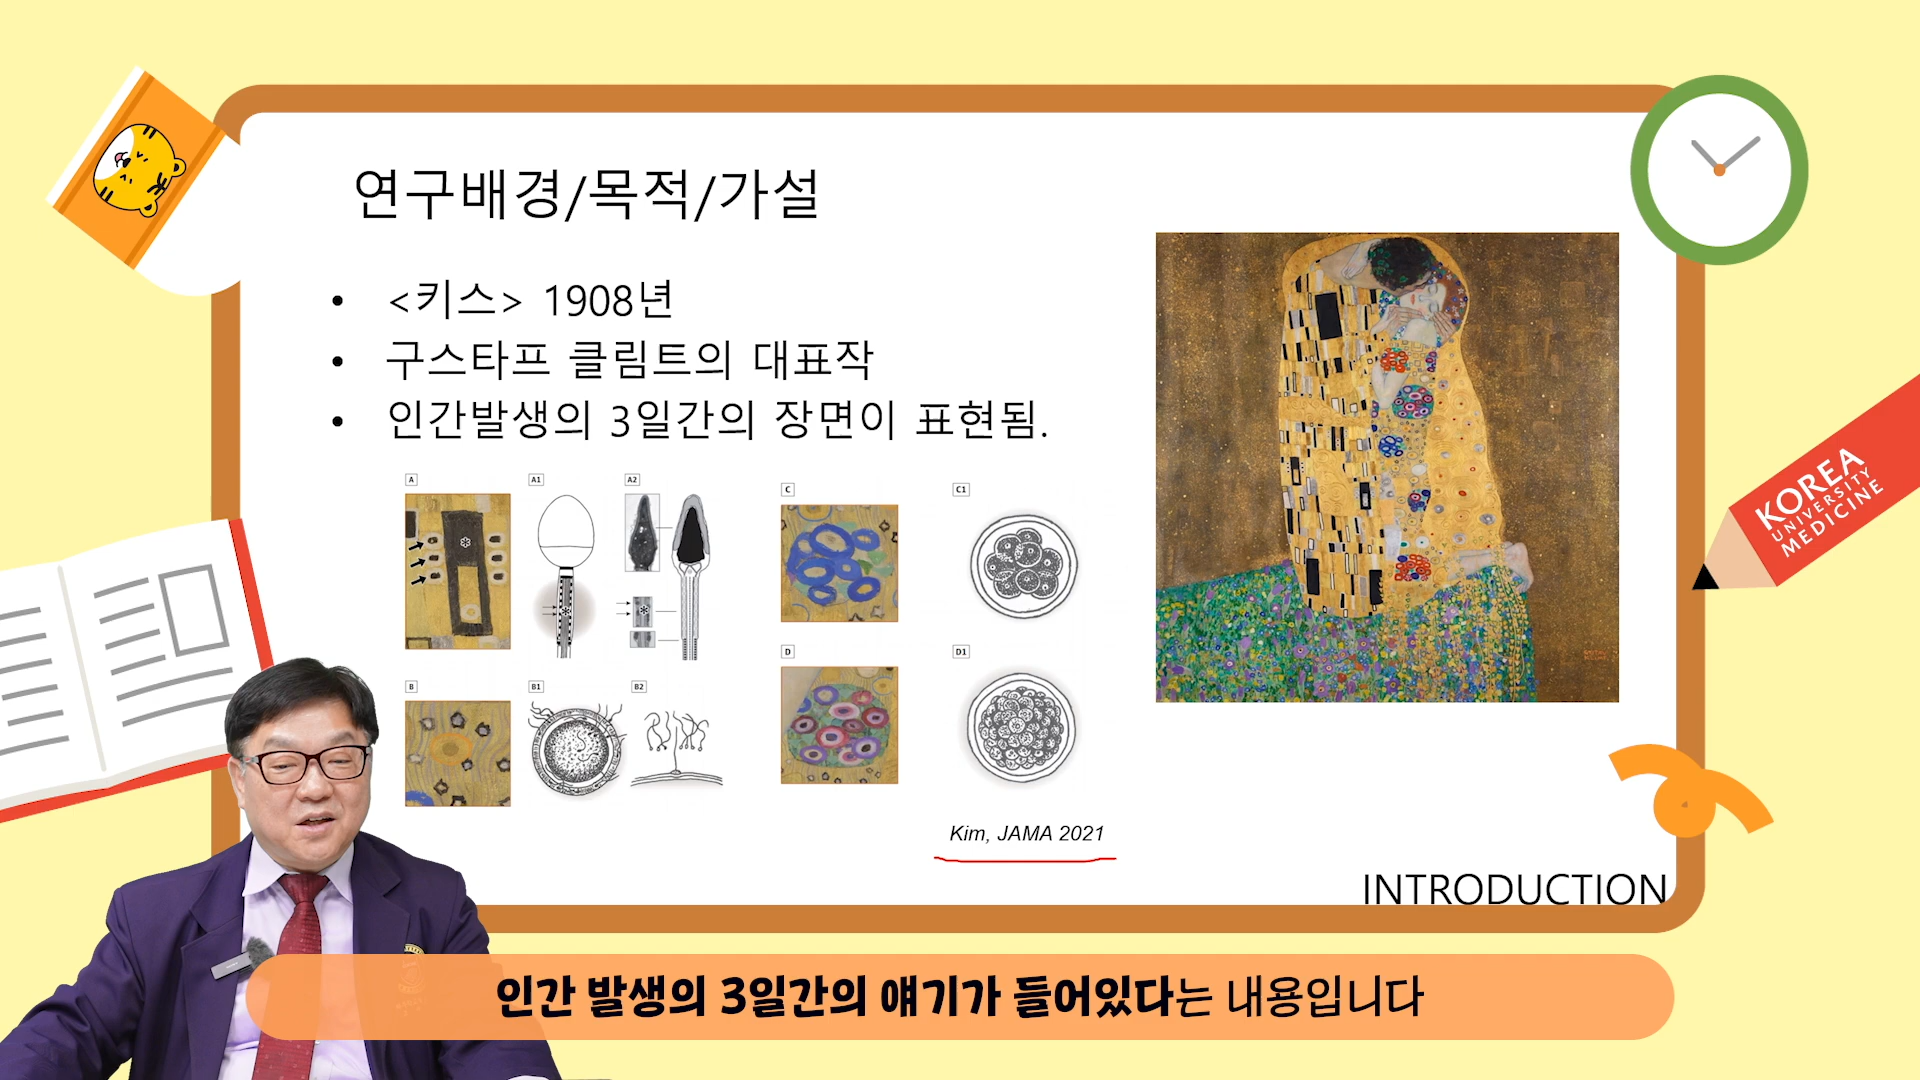 연구배경/목적/가설
• <키스> 1908년
• 구스타프 클림트의 대표작
• 인간발생의 3일간의 장면이 표현됨.
A
A1
A2
C
C1
B
B1
B2
D
D1
Kim, JAMA 2021
INTRODUCTION
KOREA
UNIVERSITY
MEDICINE
인간 발생의 3일간의 얘기가 들어있다는 내용입니다